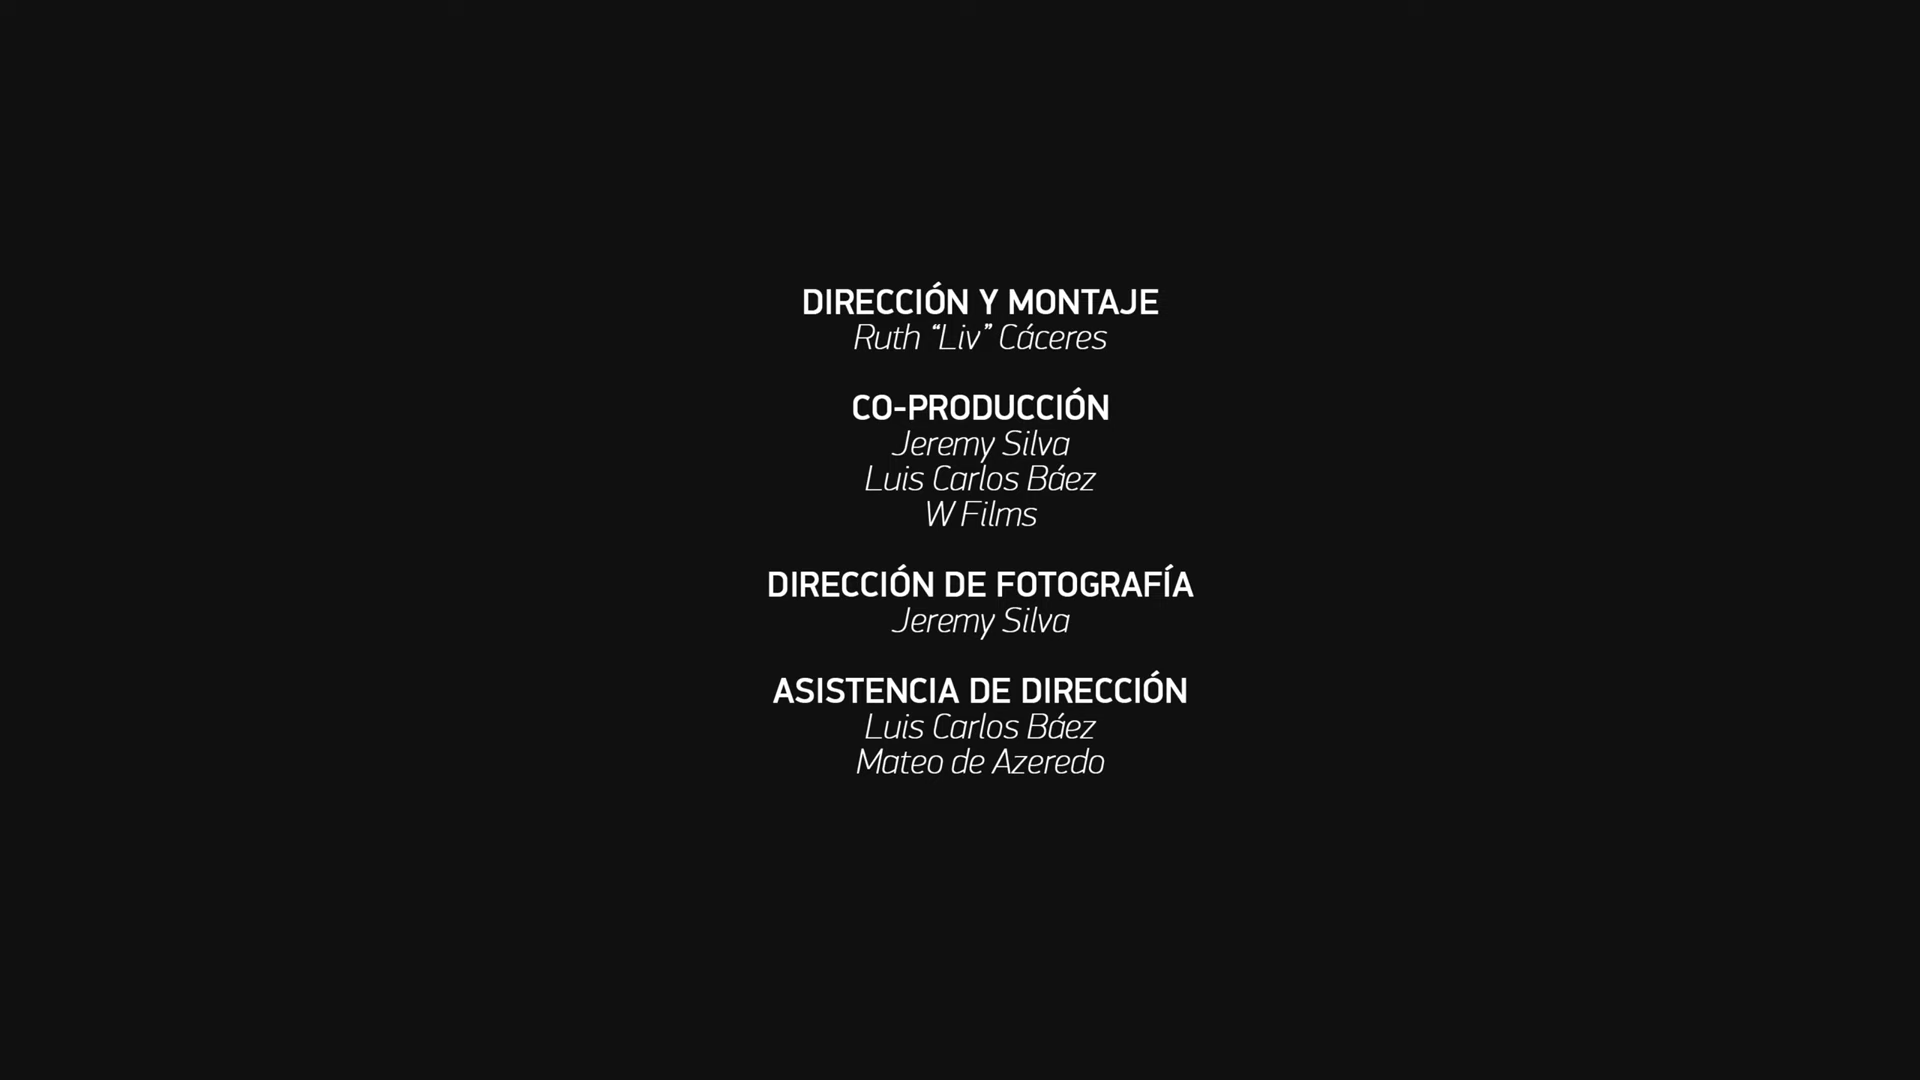 DIRECCIÓN Y MONTAJE
Ruth “Liv” Cáceres
CO-PRODUCCIÓN
Jeremy Silva
Luis Carlos Báez
W Films
DIRECCIÓN DE FOTOGRAFÍA
Jeremy Silva
ASISTENCIA DE DIRECCIÓN
Luis Carlos Báez
Mateo de Azeredo